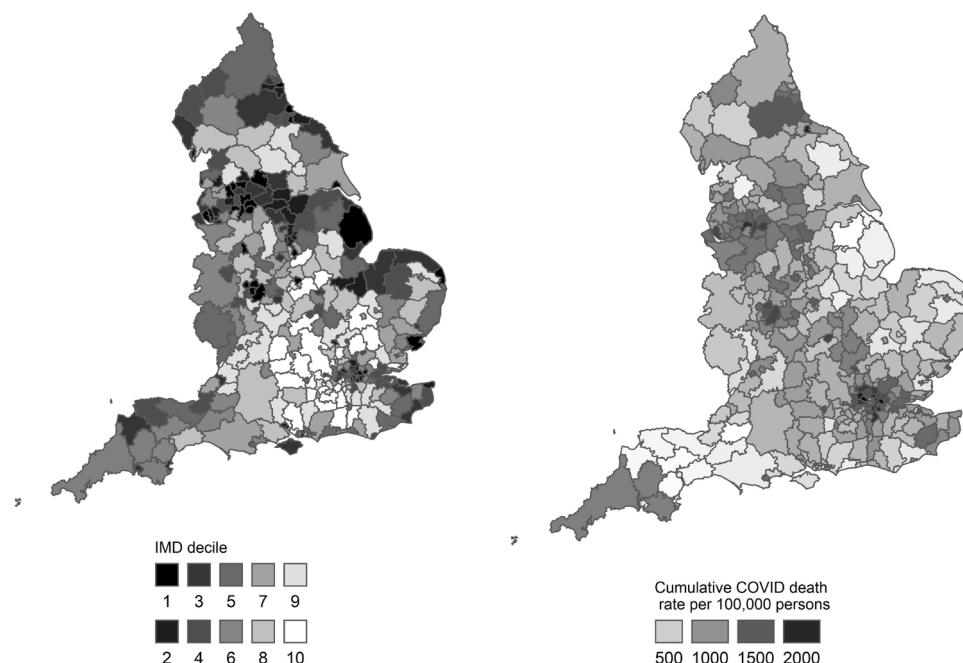 IMD decile
1 3 5 7 9
2 4 6 8 10
Cumulative COVID death
rate per 100,000 persons
500 1000 1500 2000